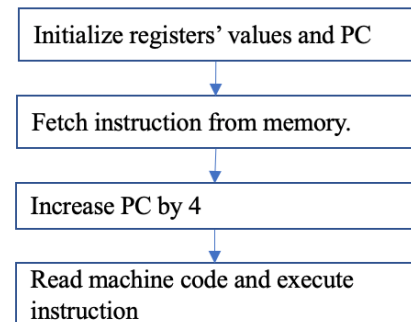 Initialize registers’ values and PC
Fetch instruction from memory.
Increase PC by 4
Read machine code and execute
instruction